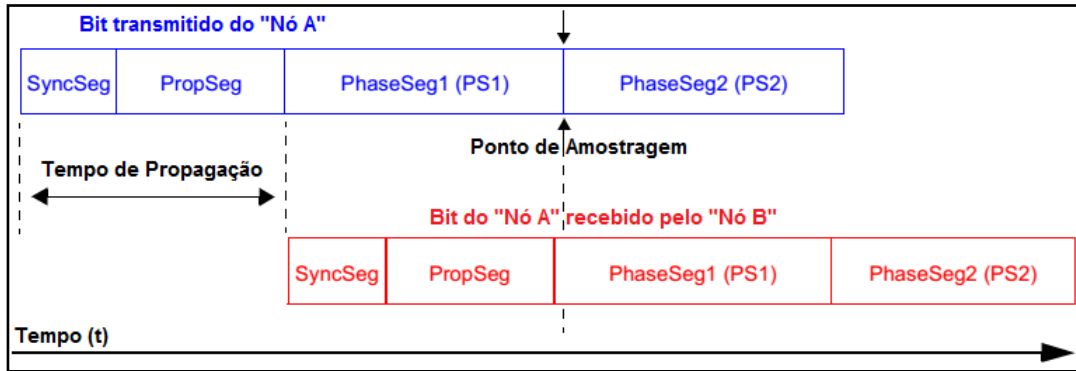 Bit transmitido do "Nó A"
SyncSeg PropSeg PhaseSeg1 (PS1) PhaseSeg2 (PS2)
Ponto de Amostragem
Tempo de Propagação
Bit do "Nó A" recebido pelo "Nó B"
SyncSeg PropSeg PhaseSeg1 (PS1) PhaseSeg2 (PS2)
Tempo (t)